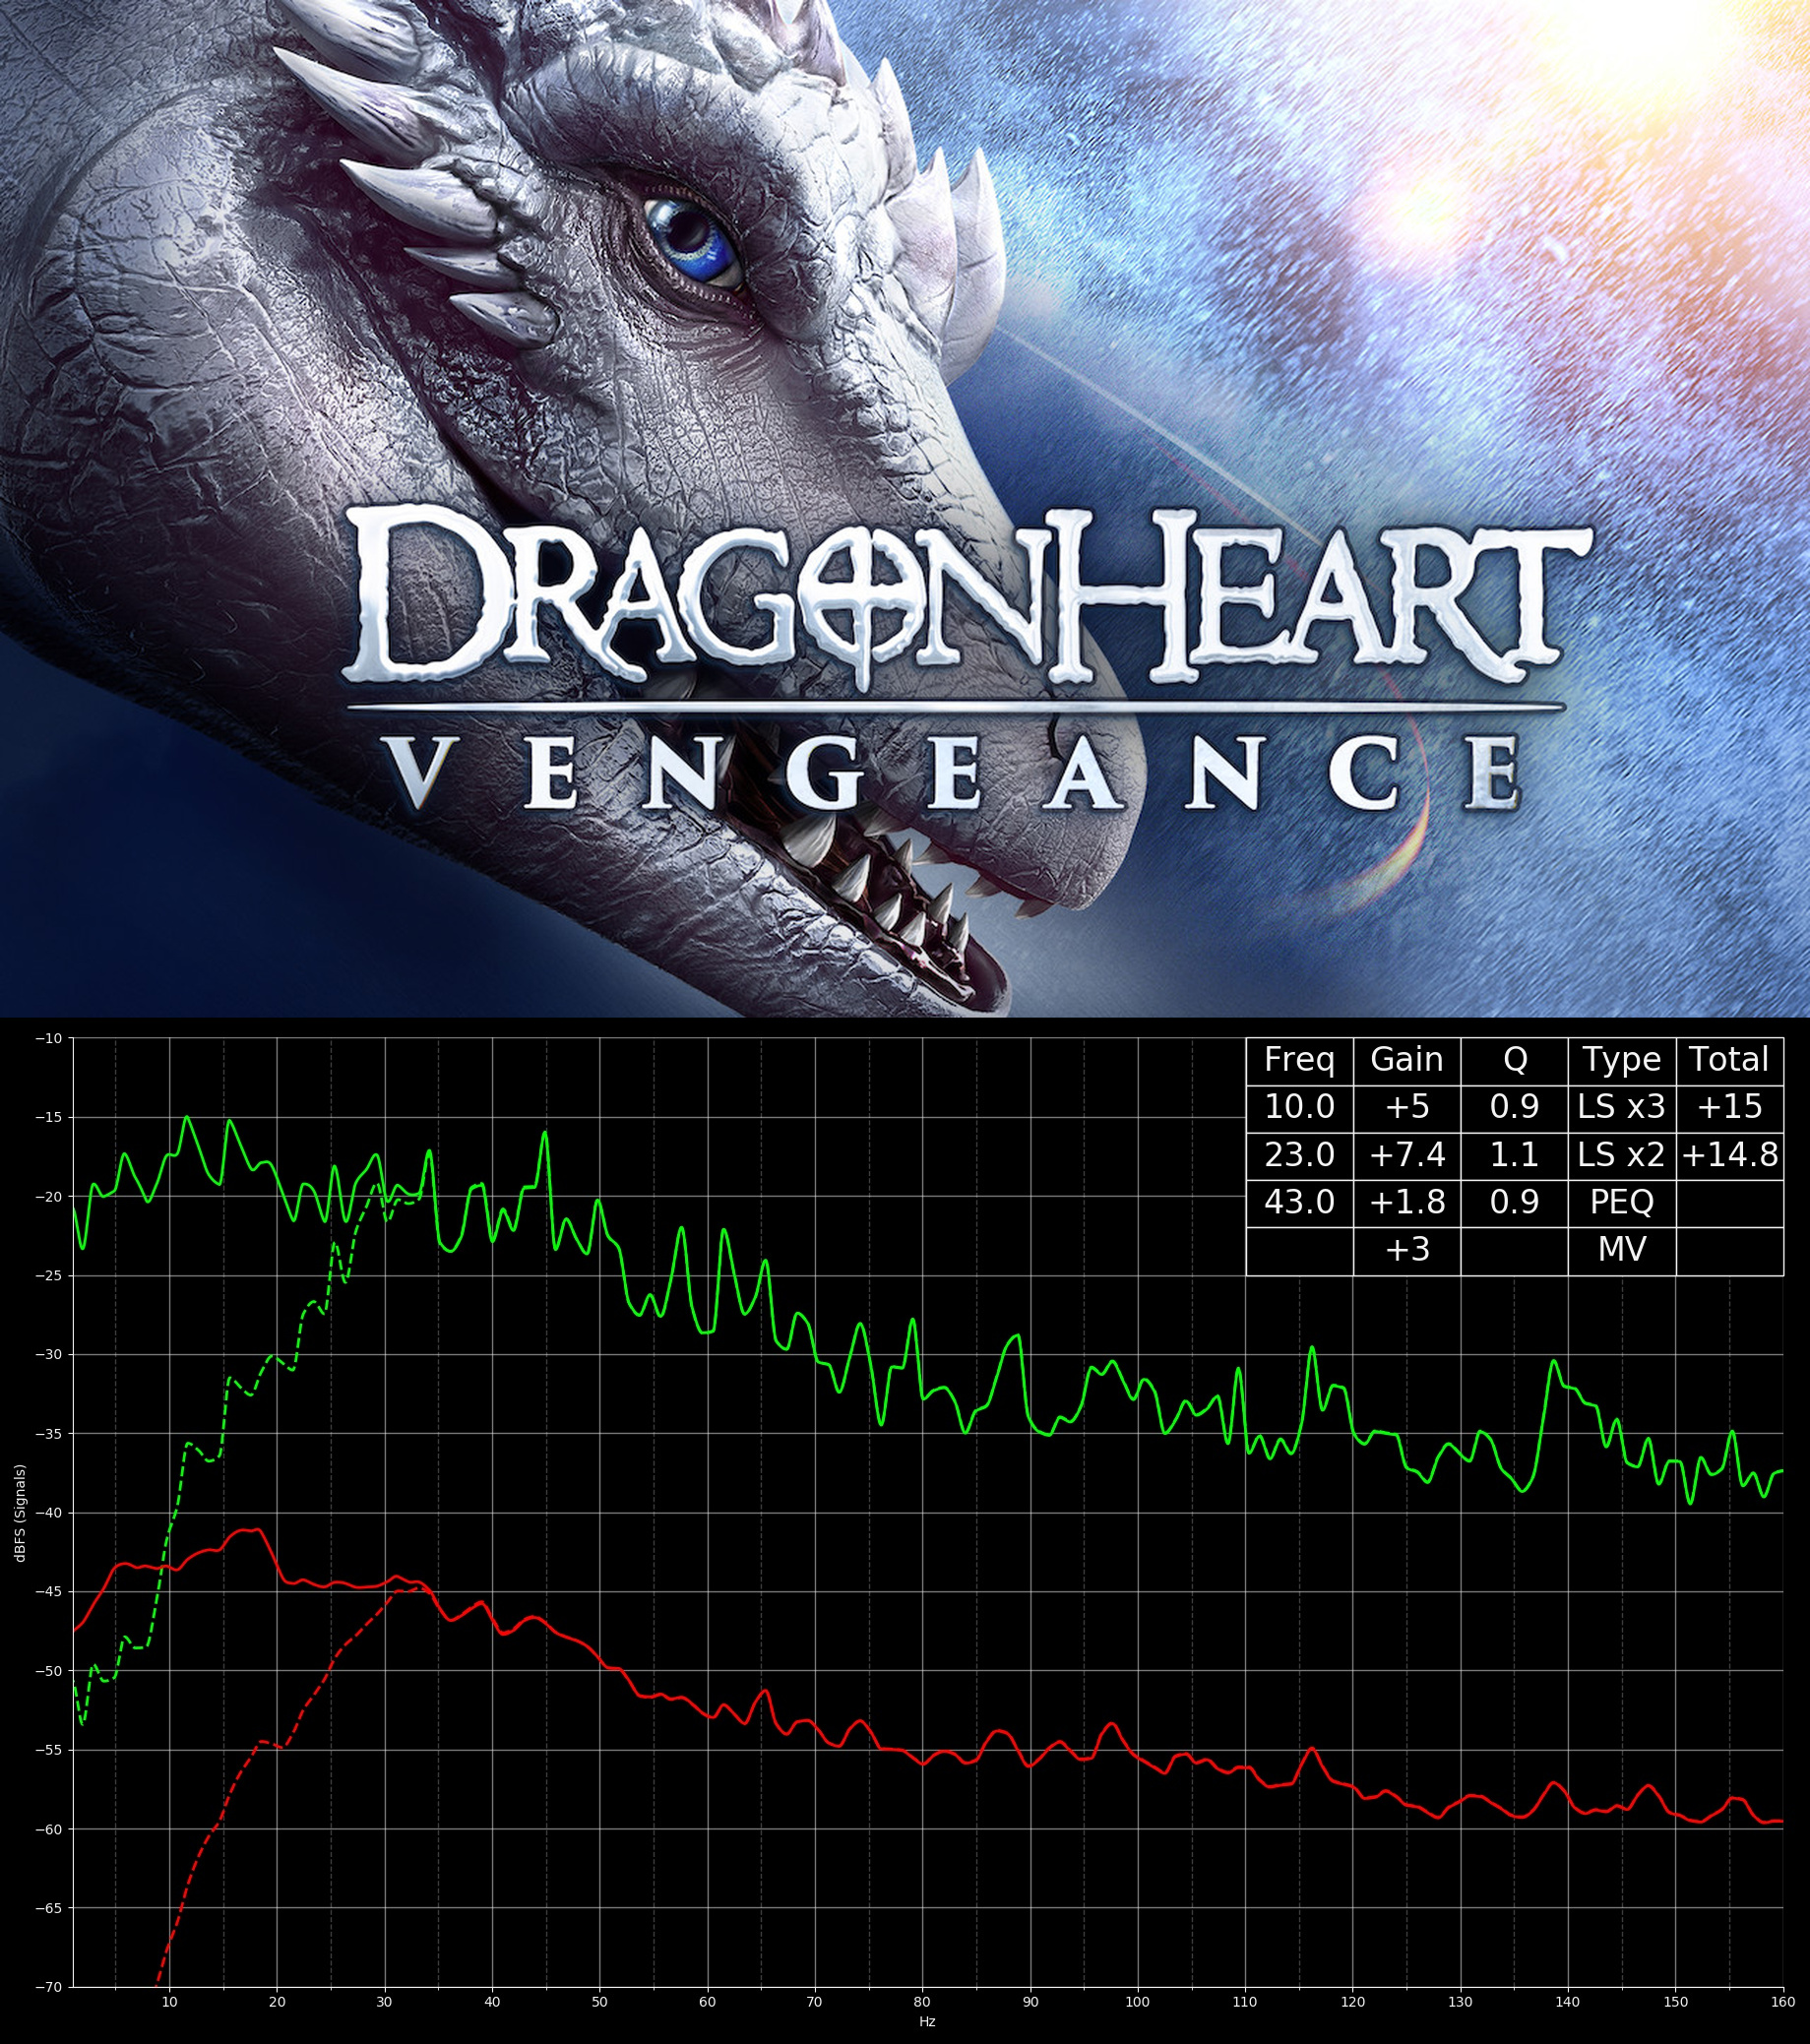 DRAGONHEART
VENGEANCE
Freq Gain Q Type Total
10.0 +5 0.9 LS x3 +15
23.0 +7.4 1.1 LS x2 +14.8
43.0 +1.8 0.9 PEQ
+3 MV
−10
−15
−20
−25
−30
−35
−40
−45
−50
−55
−60
−65
−70
dBFS (Signals)
10 20 30 40 50 60 70 80 90 100 110 120 130 140 150 160
Hz